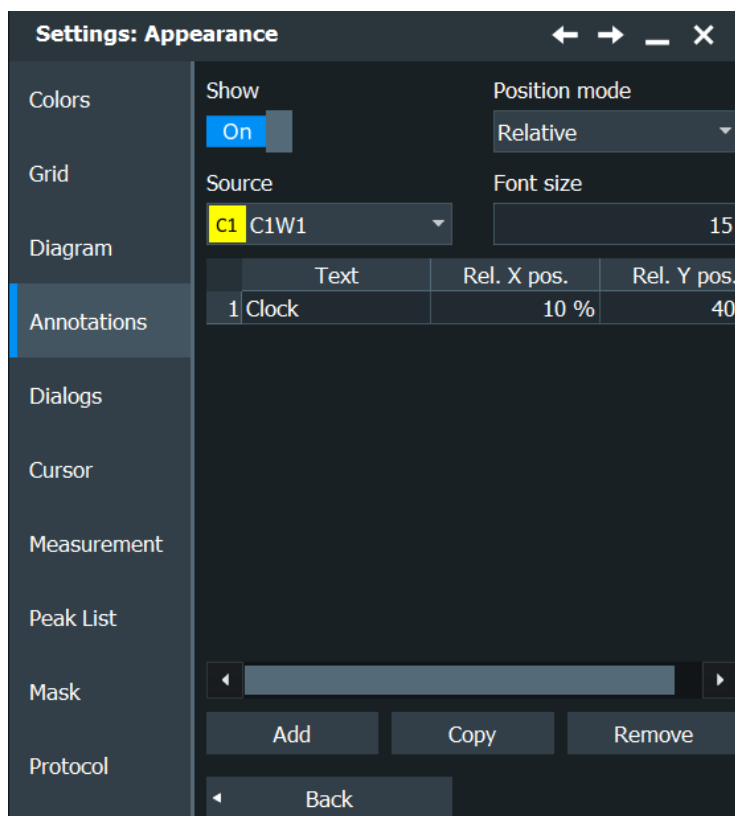 Settings: Appearance
Colors
Grid
Diagram
Annotations
Dialogs
Cursor
Measurement
Peak List
Mask
Protocol
Show
On
Position mode
Relative
Source
C1 C1W1
Font size
15
Text Rel. X pos. Rel. Y pos.
1 Clock 10 % 40
Add Copy Remove
Back